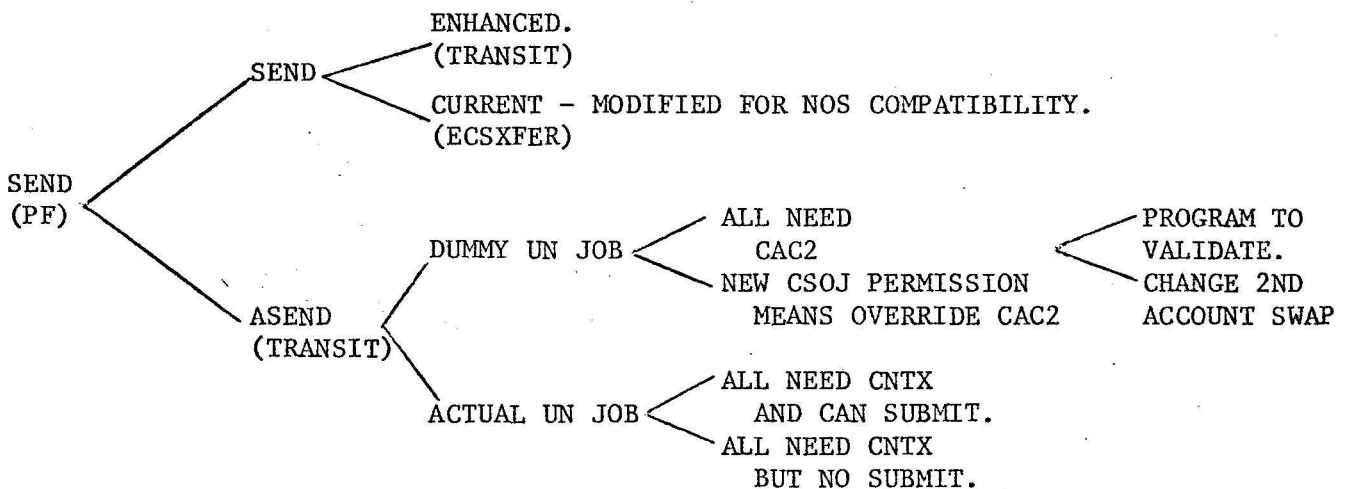 ENHANCED.
(TRANSIT)
SEND
CURRENT - MODIFIED FOR NOS COMPATIBILITY.
(ECSXFER)
SEND
(PF)
ASEND
(TRANSIT)
DUMMY UN JOB
ALL NEED
CAC2
NEW CSOJ PERMISSION
MEANS OVERRIDE CAC2
PROGRAM TO
VALIDATE.
CHANGE 2ND
ACCOUNT SWAP
ACTUAL UN JOB
ALL NEED CNTX
AND CAN SUBMIT.
ALL NEED CNTX
BUT NO SUBMIT.